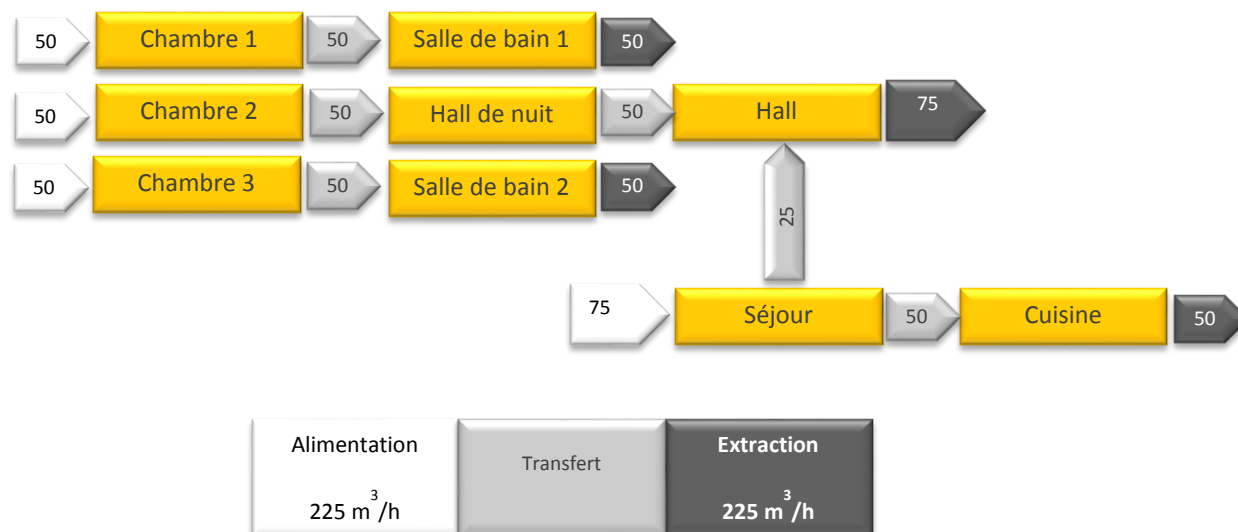 50 Chambre 1 50 Salle de bain 1 50
50 Chambre 2 50 Hall de nuit 50 Hall 75
50 Chambre 3 50 Salle de bain 2 50
25
75 Séjour 50 Cuisine 50
Alimentation Transfert Extraction
225 m³/h 225 m³/h